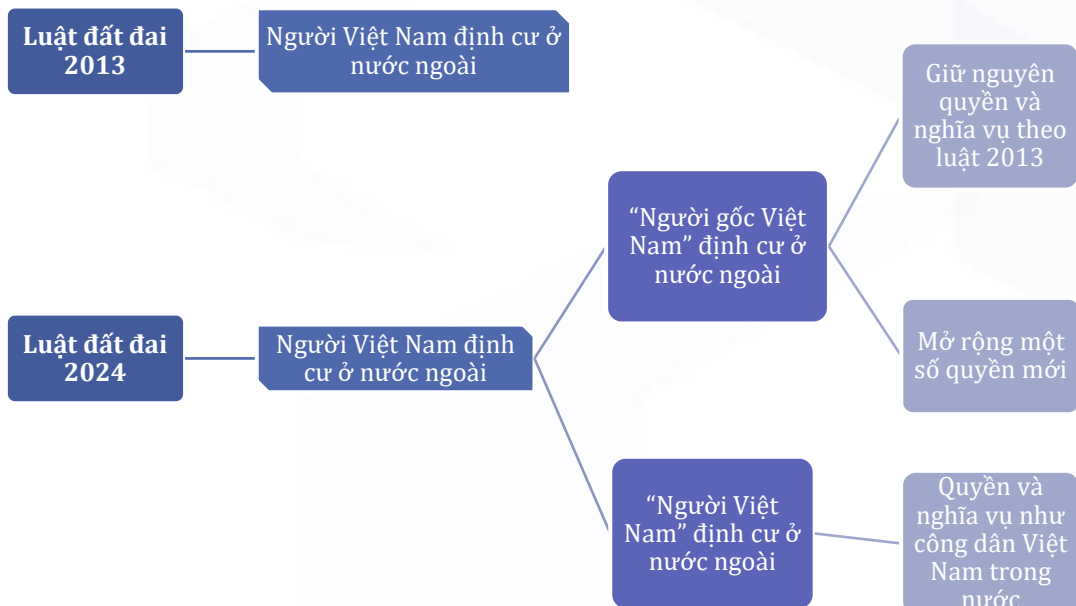 Luật đất đai
2013
Người Việt Nam định cư ở
nước ngoài
Giữ nguyên
quyền và
nghĩa vụ theo
luật 2013
“Người gốc Việt
Nam” định cư ở
nước ngoài
Luật đất đai
2024
Người Việt Nam định
cư ở nước ngoài
Mở rộng một
số quyền mới
“Người Việt
Nam” định cư ở
nước ngoài
Quyền và
nghĩa vụ như
công dân Việt
Nam trong
nước